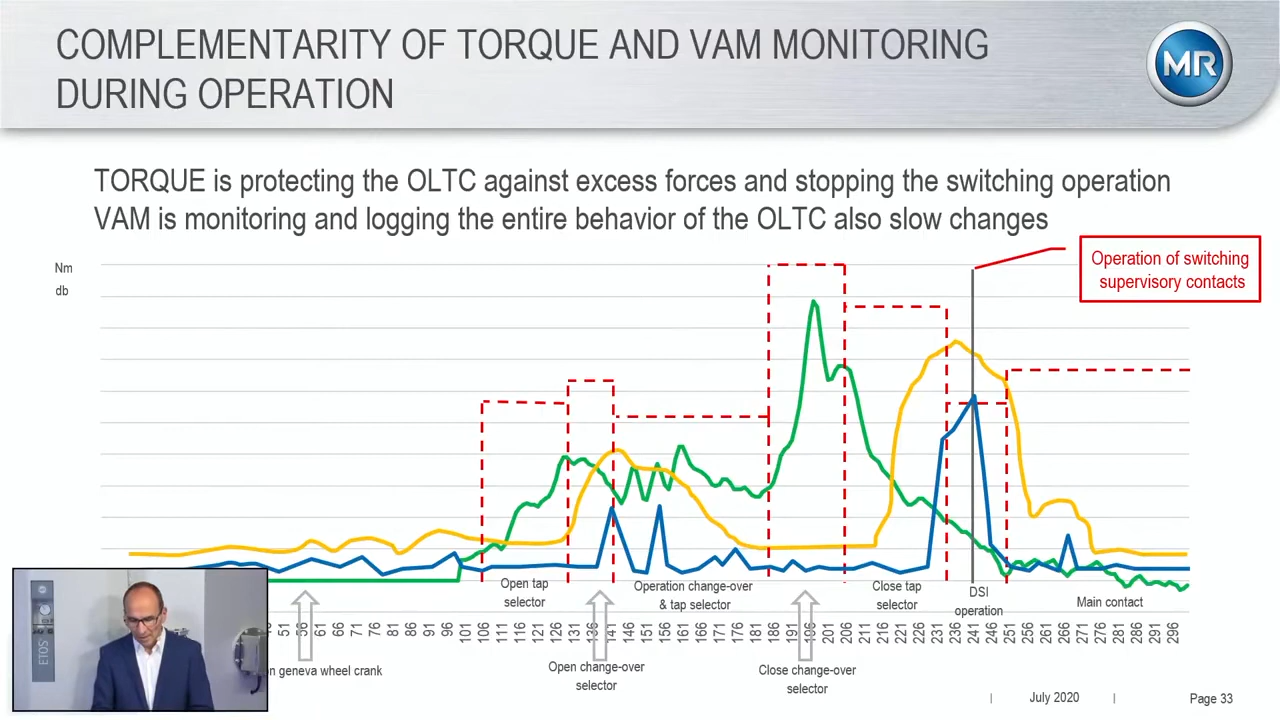 COMPLEMENTARITY OF TORQUE AND VAM MONITORING
DURING OPERATION
MR
TORQUE is protecting the OLTC against excess forces and stopping the switching operation
VAM is monitoring and logging the entire behavior of the OLTC also slow changes
Nm
db
Operation of switching
supervisory contacts
Open tap
selector
Operation change-over
& tap selector
Close tap
selector
DSI
operation
Main contact
51 56 61 66 71 76 81 86 91 96 101 106 111 116 121 126 131 136 141 146 151 156 161 166 171 176 181 186 191 196 201 206 211 216 221 226 231 236 241 246 251 256 261 266 271 276 281 286 291 296
geneva wheel crank
Open change-over
selector
Close change-over
selector
ETOS
July 2020
Page 33